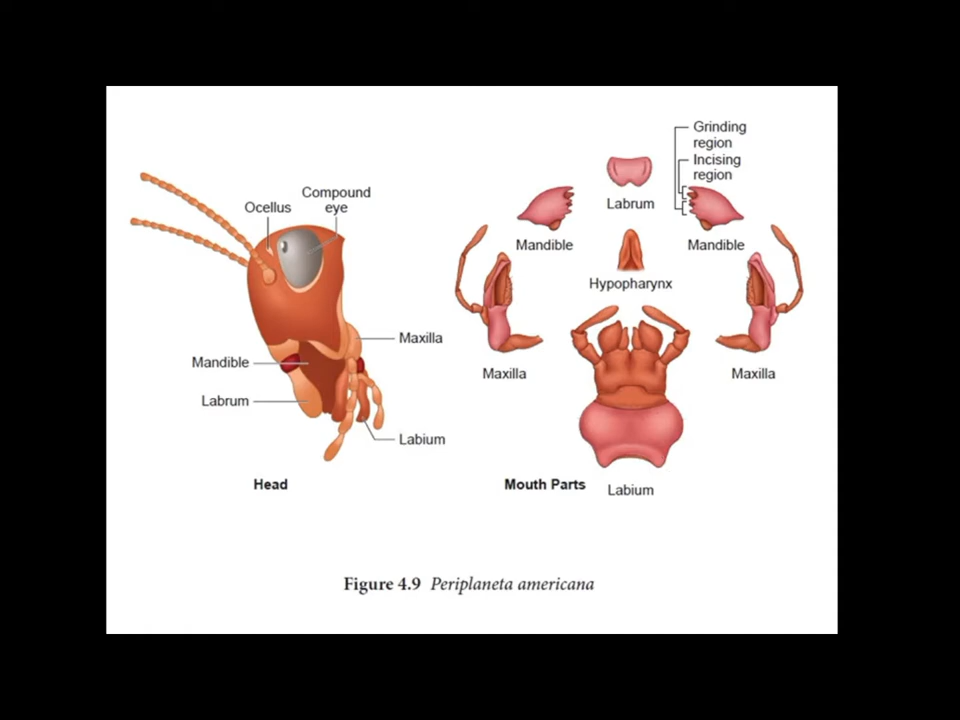 Compound
eye
Ocellus
Maxilla
Mandible
Labrum
Labium
Head
Grinding
region
Incising
region
Labrum
Mandible
Mandible
Hypopharynx
Maxilla
Maxilla
Mouth Parts
Labium
Figure 4.9 Periplaneta americana